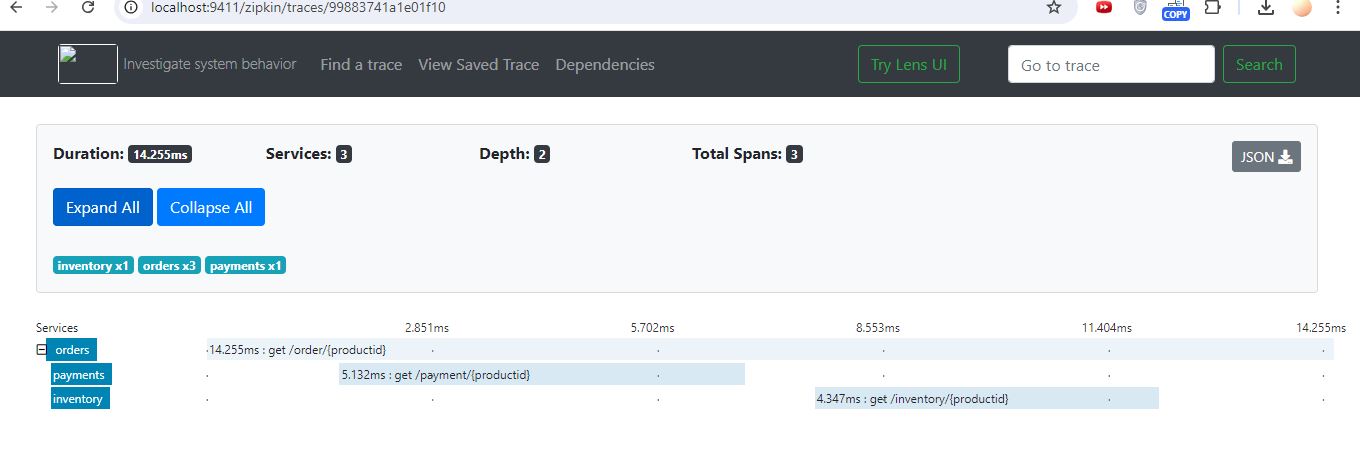 localhost:9411/zipkin/traces/99883741a1e01f10
COPY
Investigate system behavior Find a trace View Saved Trace Dependencies Try Lens UI Go to trace Search
Duration: 14.255ms Services: 3 Depth: 2 Total Spans: 3 JSON
Expand All Collapse All
inventory x1 orders x3 payments x1
Services 2.851ms 5.702ms 8.553ms 11.404ms 14.255ms
orders 14.255ms : get /order/{productid}
payments 5.132ms : get /payment/{productid}
inventory 4.347ms : get /inventory/{productid}